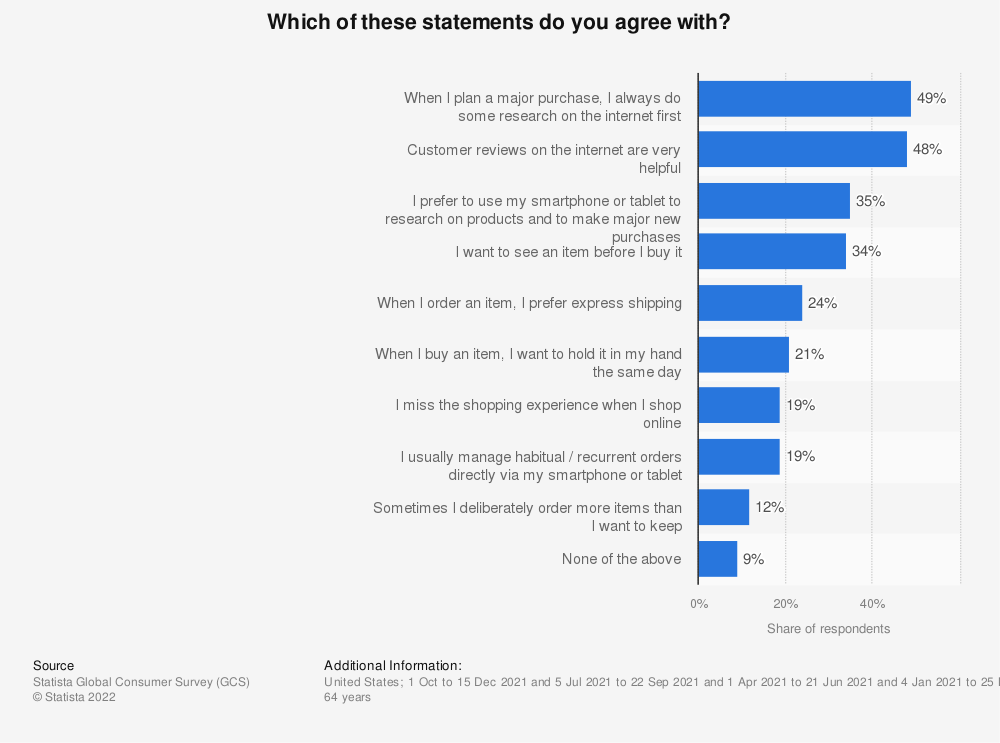 Which of these statements do you agree with?
When I plan a major purchase, I always do
some research on the internet first
49%
Customer reviews on the internet are very
helpful
48%
I prefer to use my smartphone or tablet to
research on products and to make major new
purchases
35%
I want to see an item before I buy it
34%
When I order an item, I prefer express shipping
24%
When I buy an item, I want to hold it in my hand
the same day
21%
I miss the shopping experience when I shop
online
19%
I usually manage habitual / recurrent orders
directly via my smartphone or tablet
19%
Sometimes I deliberately order more items than
I want to keep
12%
None of the above
9%
0% 20% 40%
Share of respondents
Source
Statista Global Consumer Survey (GCS)
© Statista 2022
Additional Information:
United States; 1 Oct to 15 Dec 2021 and 5 Jul 2021 to 22 Sep 2021 and 1 Apr 2021 to 21 Jun 2021 and 4 Jan 2021 to 25
64 years